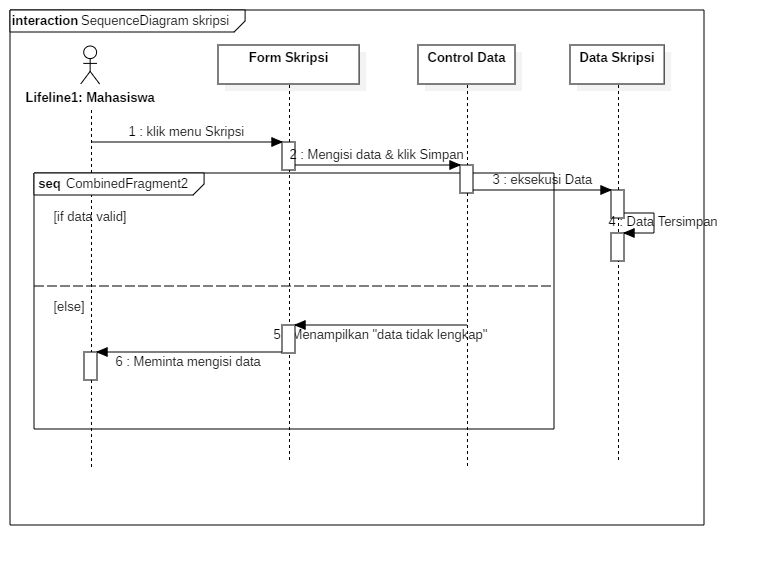 interaction SequenceDiagram skripsi
Form Skripsi
Control Data
Data Skripsi
Lifeline1: Mahasiswa
1 : klik menu Skripsi
2 : Mengisi data & klik Simpan
3 : eksekusi Data
seq CombinedFragment2
[if data valid]
4 : Data Tersimpan
[else]
5 : Menampilkan "data tidak lengkap"
6 : Meminta mengisi data